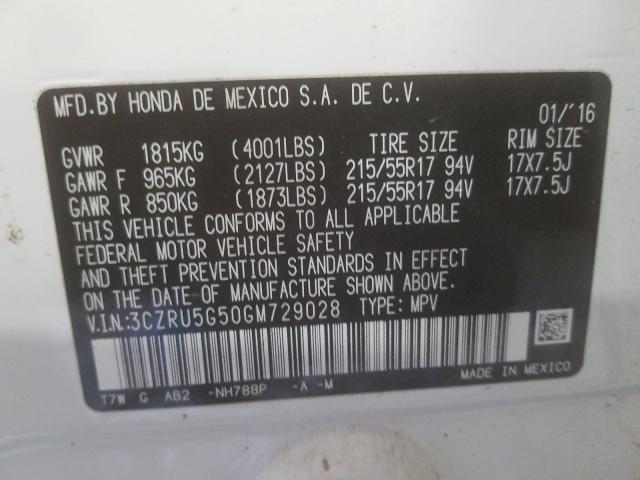 MFD.BY HONDA DE MEXICO S.A. DE C.V.
01/'16
GVWR 1815KG (4001LBS) TIRE SIZE RIM SIZE
GAWR F 965KG (2127LBS) 215/55R17 94V 17X7.5J
GAWR R 850KG (1873LBS) 215/55R17 94V 17X7.5J
THIS VEHICLE CONFORMS TO ALL APPLICABLE
FEDERAL MOTOR VEHICLE SAFETY
AND THEFT PREVENTION STANDARDS IN EFFECT
ON THE DATE OF MANUFACTURE SHOWN ABOVE.
V.I.N.:3CZRU5G50GM729028 TYPE: MPV
T7W G AB2 -NH788P -A -M
MADE IN MEXICO